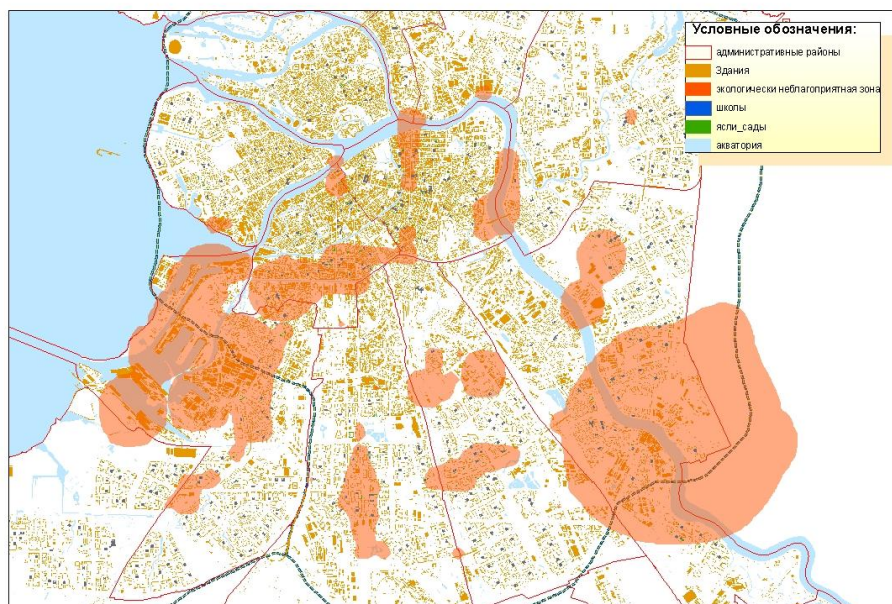 Условные обозначения:
административные районы
Здания
экологически неблагоприятная зона
школы
ясли_сады
акватория